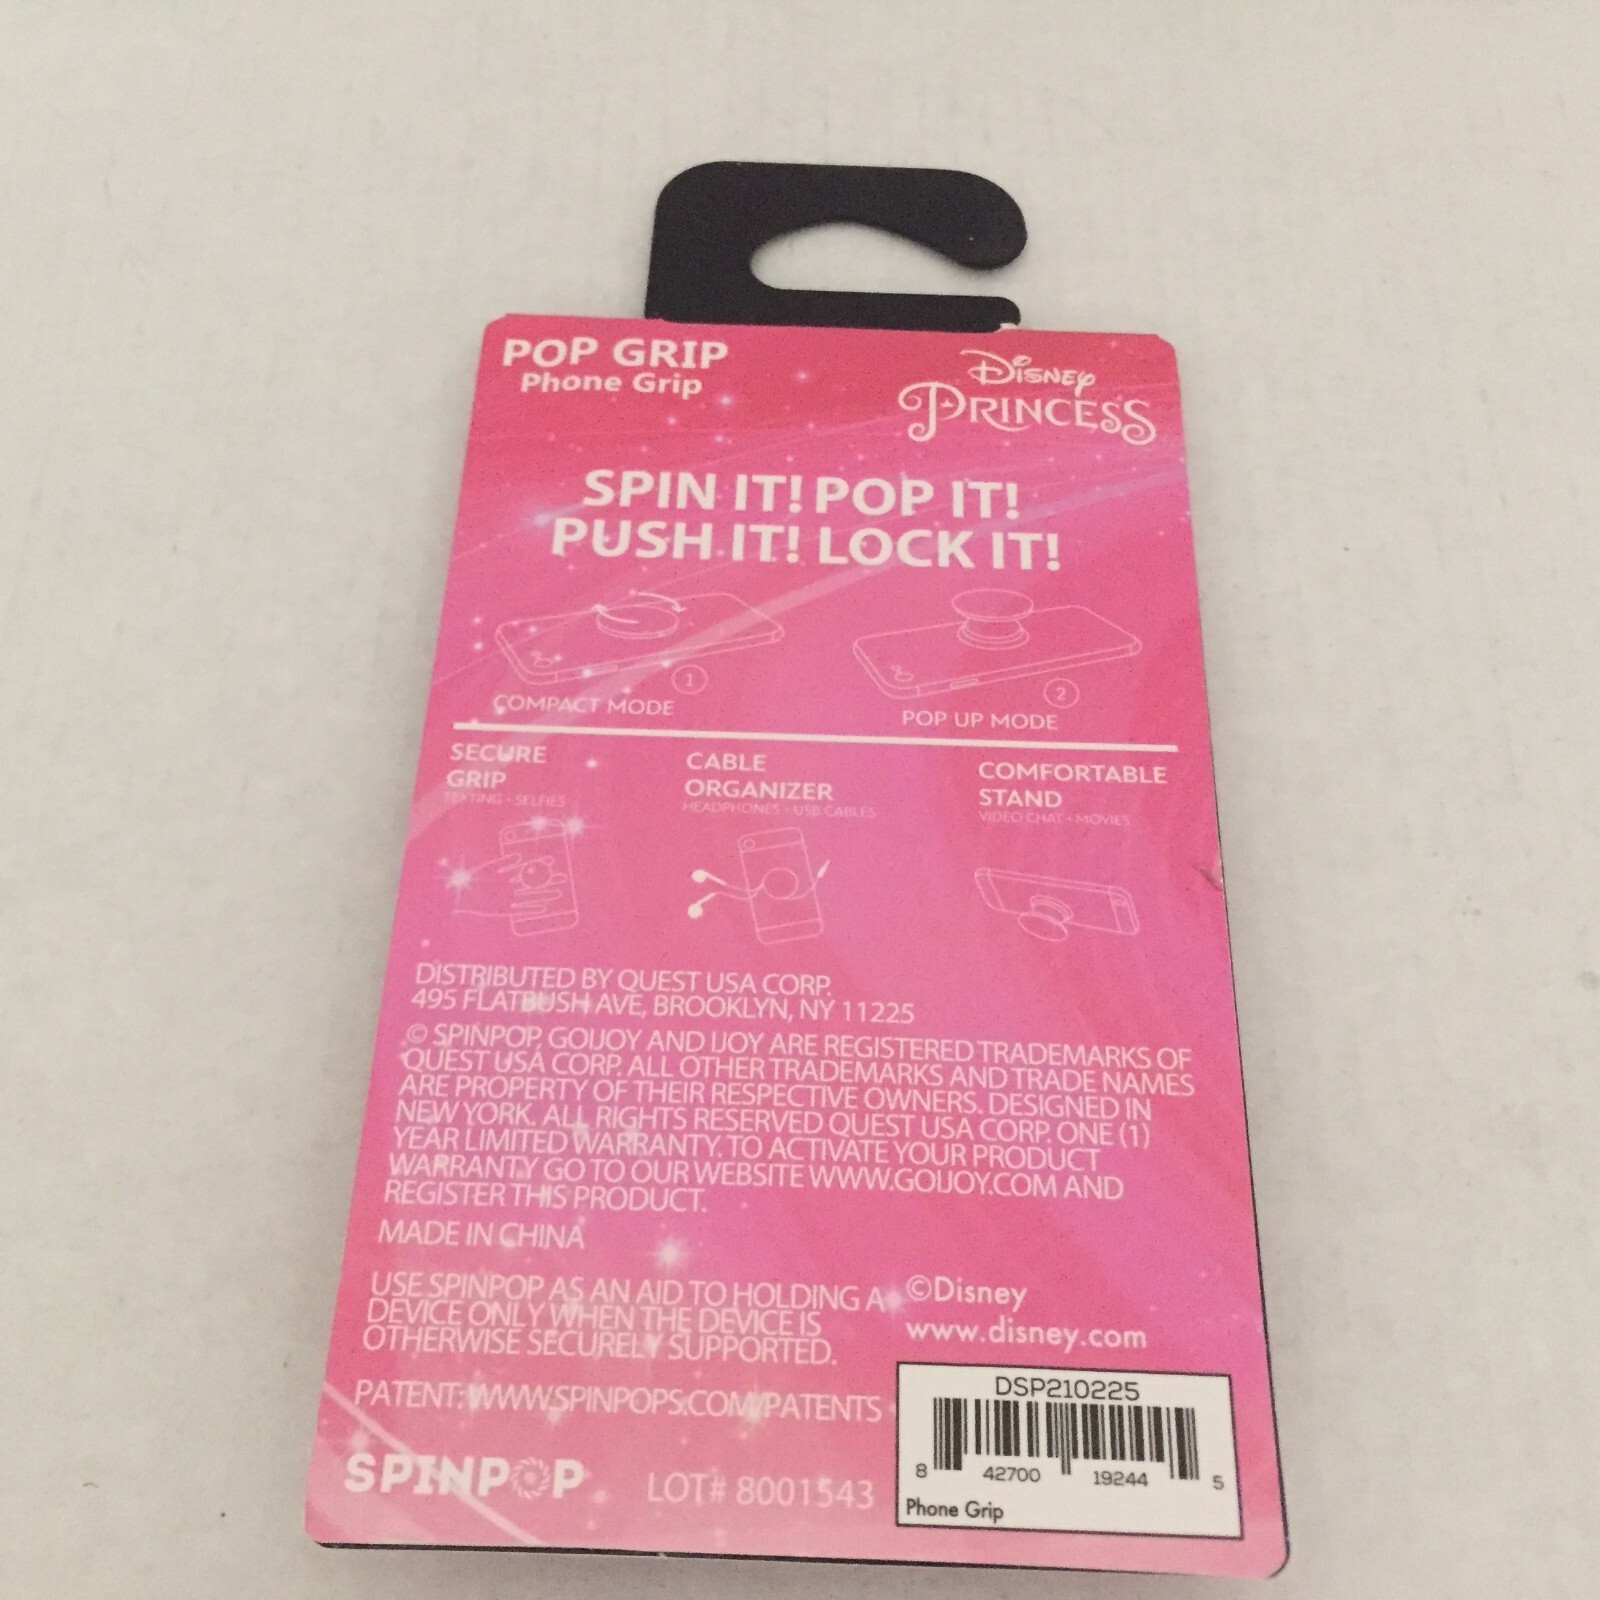 POP GRIP
Phone Grip
Disney
PRINCESS
SPIN IT! POP IT!
PUSH IT! LOCK IT!
1
COMPACT MODE
2
POP UP MODE
SECURE
GRIP
TEXTING • SELFIES
CABLE
ORGANIZER
HEADPHONES • USB CABLES
COMFORTABLE
STAND
VIDEO CHAT • MOVIES
DISTRIBUTED BY QUEST USA CORP.
495 FLATBUSH AVE, BROOKLYN, NY 11225
© SPINPOP, GOIJOY AND IJOY ARE REGISTERED TRADEMARKS OF
QUEST USA CORP. ALL OTHER TRADEMARKS AND TRADE NAMES
ARE PROPERTY OF THEIR RESPECTIVE OWNERS. DESIGNED IN
NEW YORK. ALL RIGHTS RESERVED QUEST USA CORP. ONE (1)
YEAR LIMITED WARRANTY. TO ACTIVATE YOUR PRODUCT
WARRANTY GO TO OUR WEBSITE WWW.GOIJOY.COM AND
REGISTER THIS PRODUCT.
MADE IN CHINA
USE SPINPOP AS AN AID TO HOLDING A
DEVICE ONLY WHEN THE DEVICE IS
OTHERWISE SECURELY SUPPORTED.
©Disney
www.disney.com
PATENT: WWW.SPINPOPS.COM/PATENTS
SPINPOP
LOT# 8001543
DSP210225
8 42700 19244 5
Phone Grip